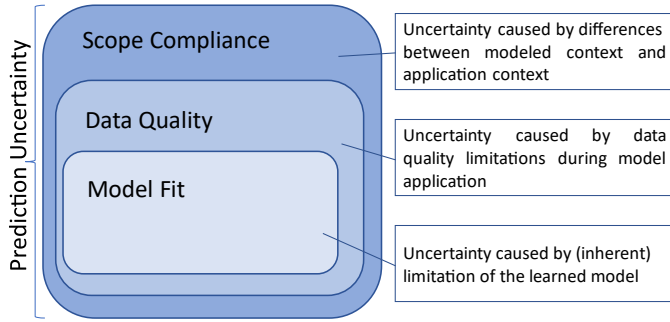 Prediction Uncertainty
Scope Compliance
Uncertainty caused by differences
between modeled context and
application context
Data Quality
Uncertainty caused by data
quality limitations during model
application
Model Fit
Uncertainty caused by (inherent)
limitation of the learned model